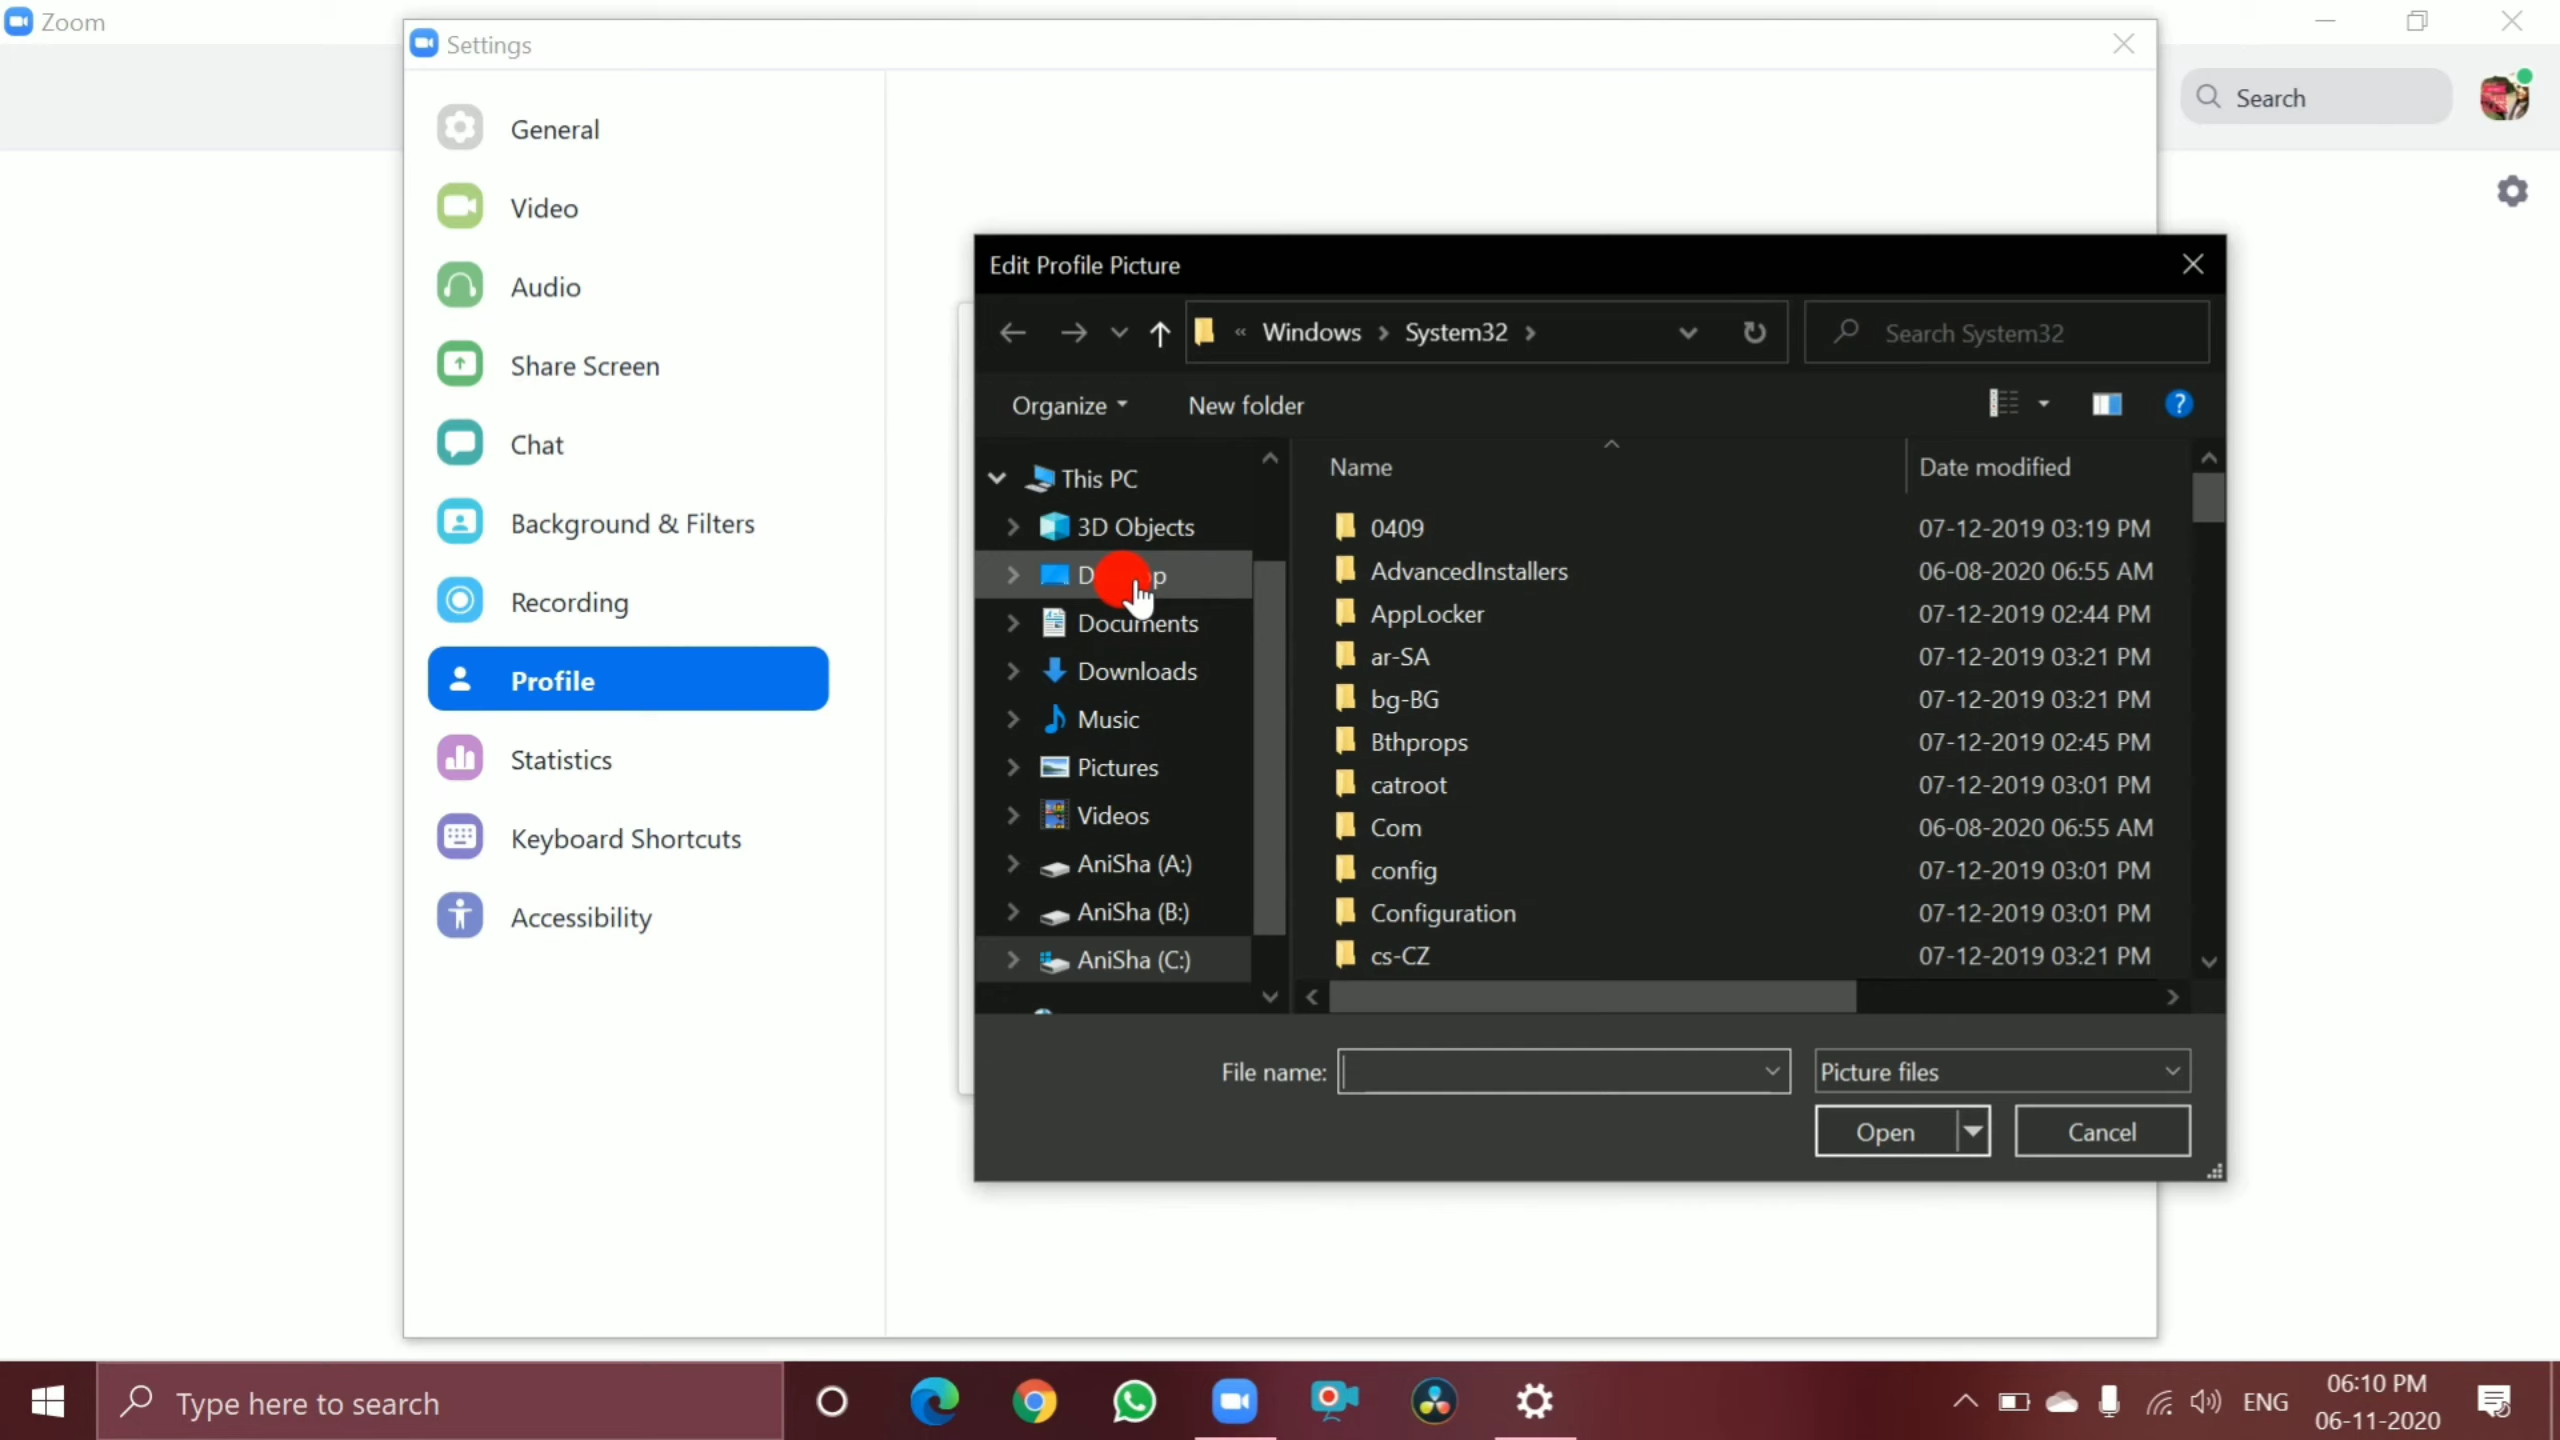 Zoom
Settings
Search
General
Video
Audio
Share Screen
Chat
Background & Filters
Recording
Profile
Statistics
Keyboard Shortcuts
Accessibility
Edit Profile Picture
« Windows › System32 ›
Search System32
Organize
New folder
This PC
3D Objects
Documents
Downloads
Music
Pictures
Videos
AniSha (A:)
AniSha (B:)
AniSha (C:)
Name Date modified
0409 07-12-2019 03:19 PM
AdvancedInstallers 06-08-2020 06:55 AM
AppLocker 07-12-2019 02:44 PM
ar-SA 07-12-2019 03:21 PM
bg-BG 07-12-2019 03:21 PM
Bthprops 07-12-2019 02:45 PM
catroot 07-12-2019 03:01 PM
Com 06-08-2020 06:55 AM
config 07-12-2019 03:01 PM
Configuration 07-12-2019 03:01 PM
cs-CZ 07-12-2019 03:21 PM
File name:
Picture files
Open
Cancel
Type here to search
ENG
06:10 PM
06-11-2020